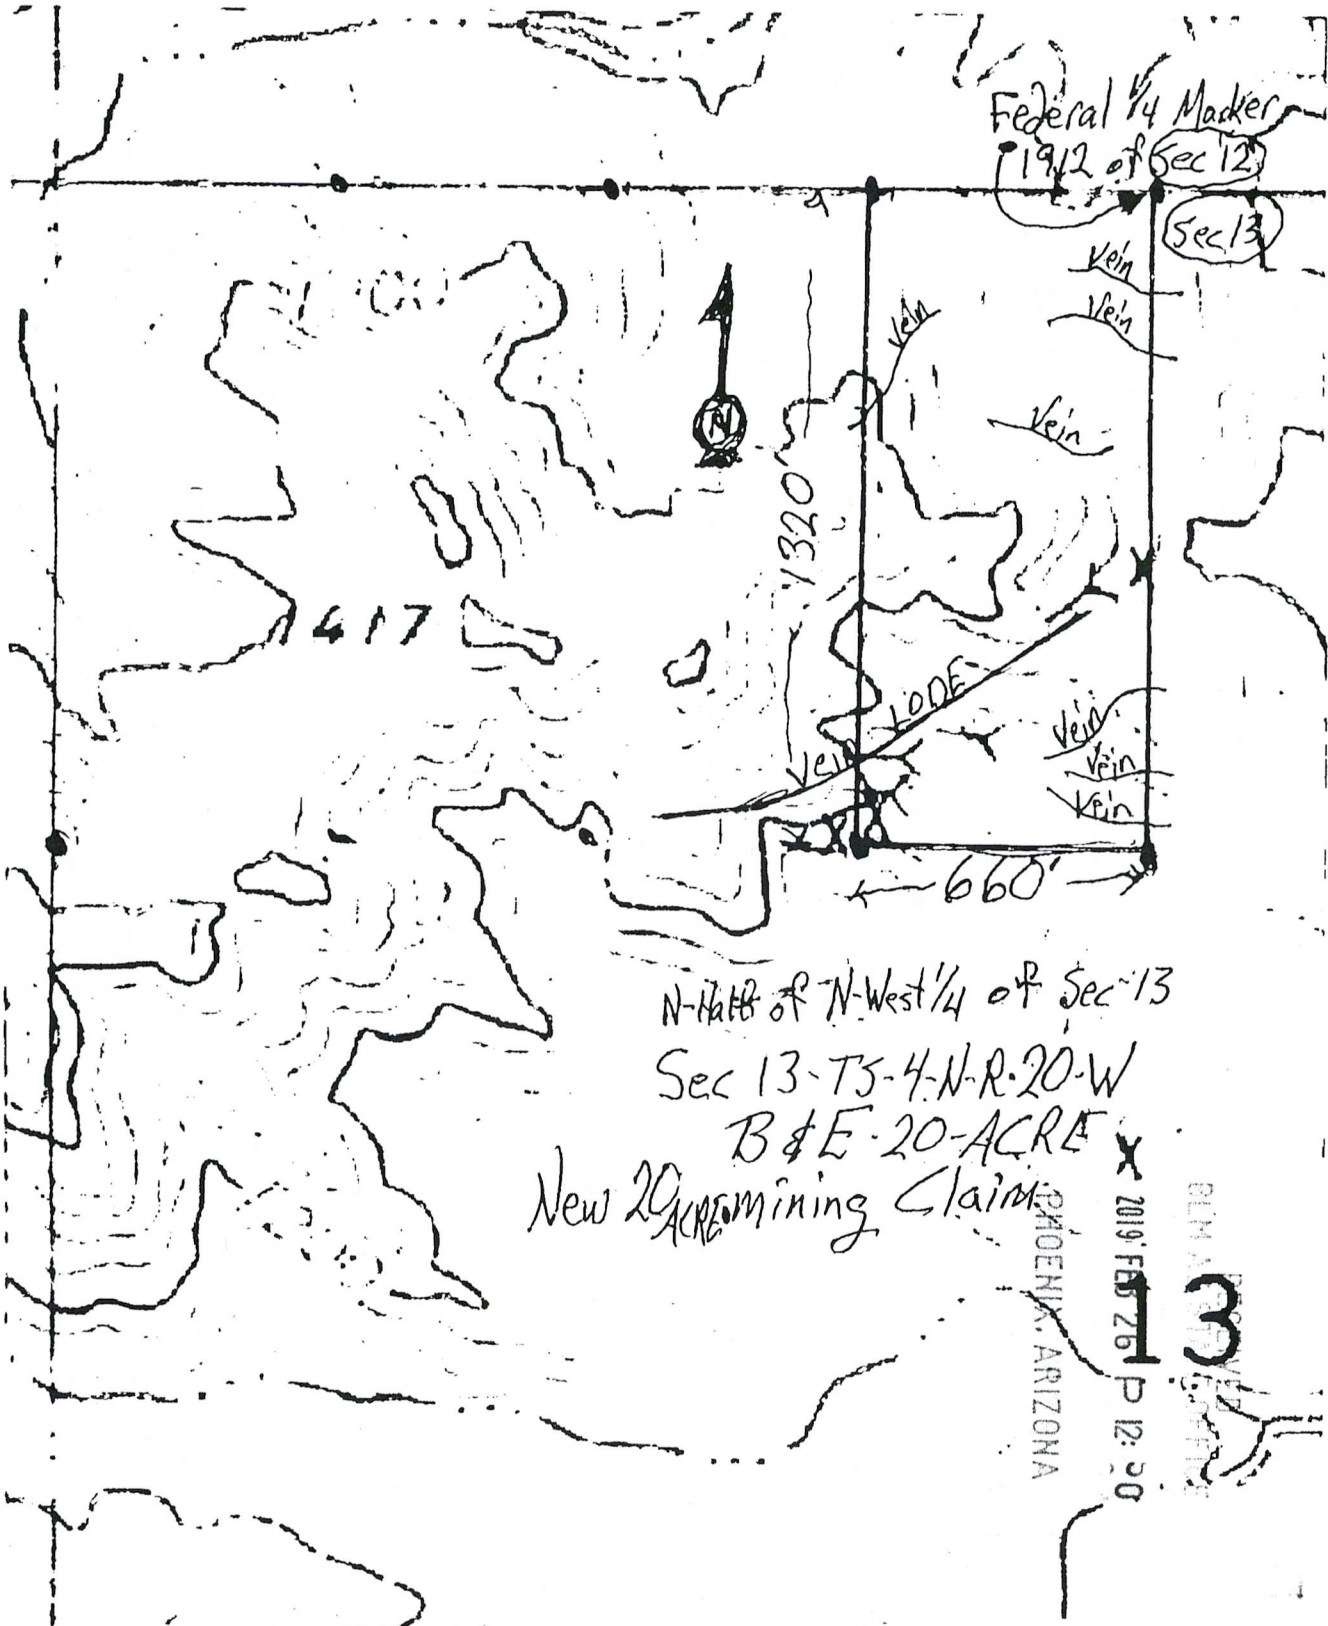 Federal 1/4 Marker
1912 of Sec 12
Sec 13
Vein
Vein
Vein
Vein
N
1320'
1417
LODE
Vein
Vein
Vein
Vein
660'
N-Half of N-West 1/4 of Sec-13
Sec 13-TS-4-N-R-20-W
B & E-20-ACRE
New 20 ACRE mining Claim
X
13
RECEIVED
2019 FEB 26 P 12:
PHOENIX, ARIZONA